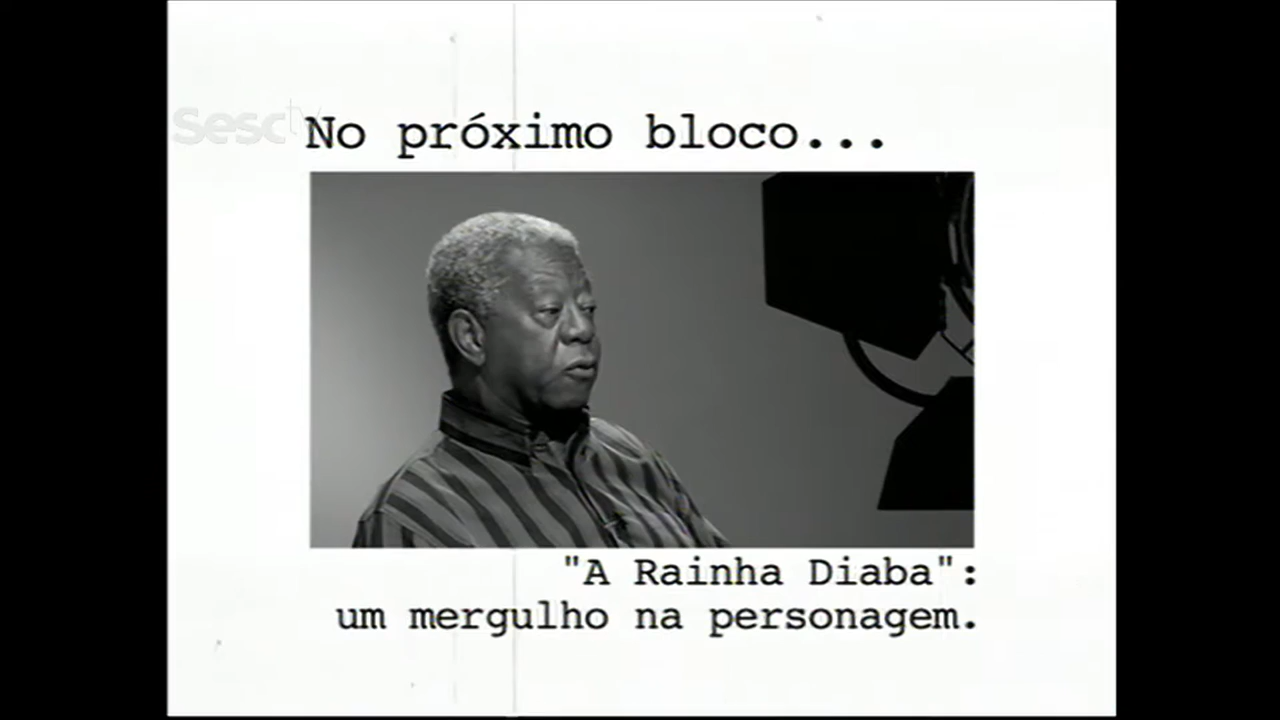 Sesctv
No próximo bloco...
"A Rainha Diaba":
um mergulho na personagem.